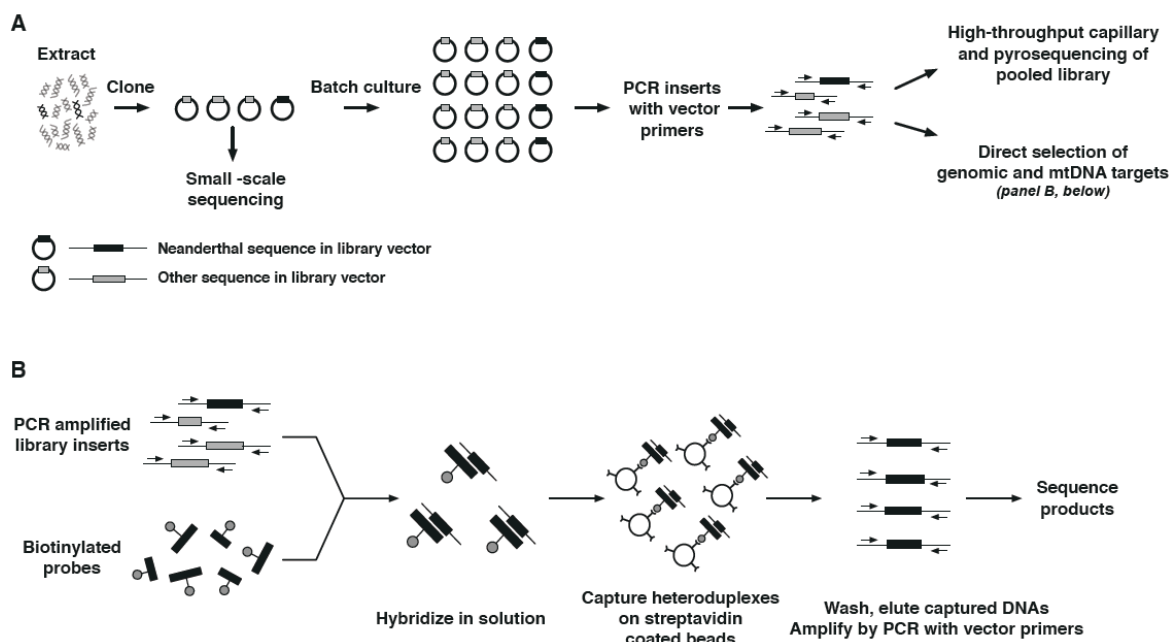 A
Extract
Clone
Batch culture
Small -scale
sequencing
PCR inserts
with vector
primers
High-throughput capillary
and pyrosequencing of
pooled library
Direct selection of
genomic and mtDNA targets
(panel B, below)
Neanderthal sequence in library vector
Other sequence in library vector
B
PCR amplified
library inserts
Biotinylated
probes
Hybridize in solution
Capture heteroduplexes
on streptavidin
coated beads
Wash, elute captured DNAs
Amplify by PCR with vector primers
Sequence
products